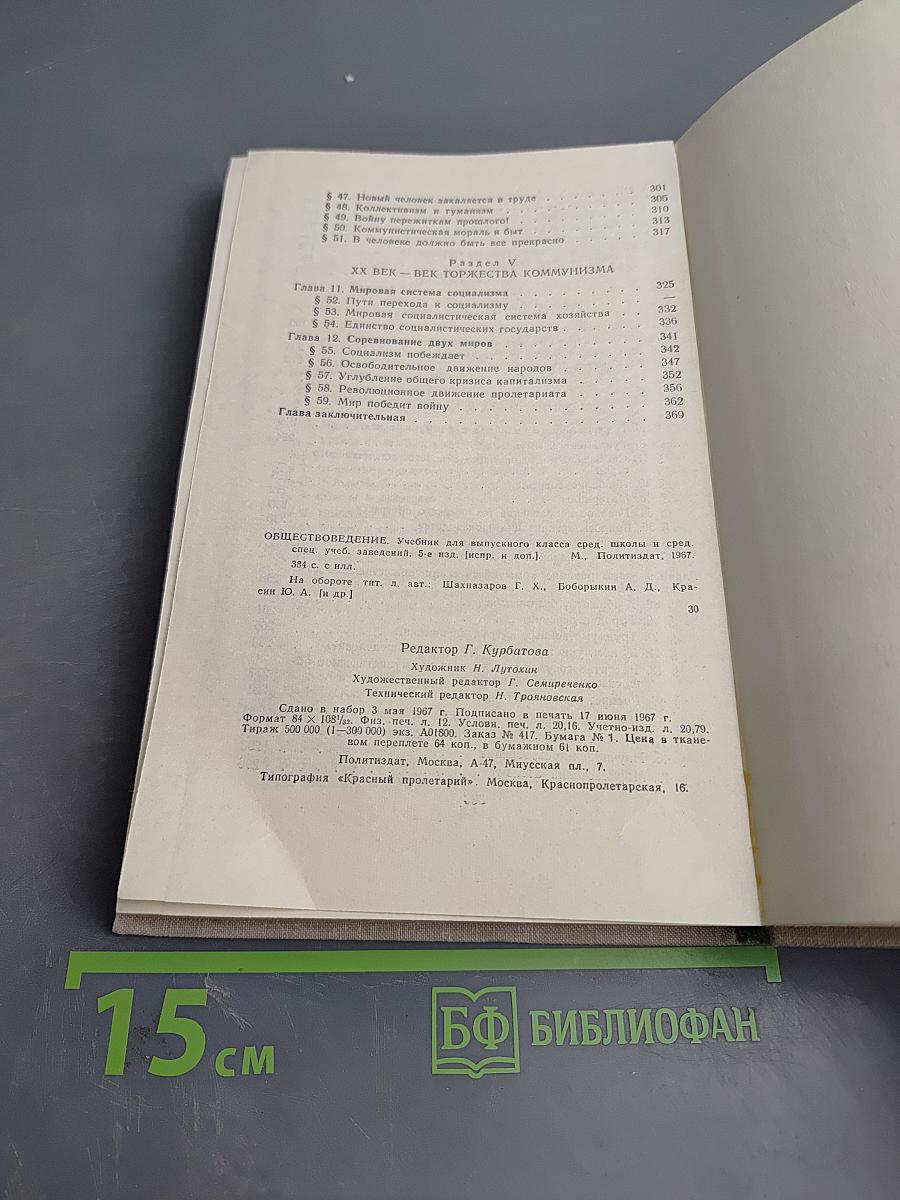 § 47. Новый человек закаляется в труде . . . . . . . 301
§ 48. Коллективизм и гуманизм . . . . . . . . 305
§ 49. Войну пережиткам прошлого! . . . . . . . 310
§ 50. Коммунистическая мораль и быт . . . . . . . 313
§ 51. В человеке должно быть все прекрасно . . . . . 317
Раздел V
XX ВЕК — ВЕК ТОРЖЕСТВА КОММУНИЗМА
Глава 11. Мировая система социализма . . . . . . . . 325
§ 52. Пути перехода к социализму . . . . . . . . —
§ 53. Мировая социалистическая система хозяйства . . 332
§ 54. Единство социалистических государств . . . . . 336
Глава 12. Соревнование двух миров . . . . . . . . . 341
§ 55. Социализм побеждает . . . . . . . . . . 342
§ 56. Освободительное движение народов . . . . . . 347
§ 57. Углубление общего кризиса капитализма . . . . . 352
§ 58. Революционное движение пролетариата . . . . . 356
§ 59. Мир победит войну . . . . . . . . . . 362
Глава заключительная . . . . . . . . . . . . 369
ОБЩЕСТВОВЕДЕНИЕ. Учебник для выпускного класса сред. школы и сред.
спец. учеб. заведений. 5-е изд. [испр. и доп.]. М., Политиздат, 1967.
384 с. с илл.
На обороте тит. л. авт.: Шахназаров Г. Х., Боборыкин А. Д., Кра-
син Ю. А. [и др.]
30
Редактор Г. Курбатова
Художник Н. Лутохин
Художественный редактор Г. Семиреченко
Технический редактор Н. Трояновская
Сдано в набор 3 мая 1967 г. Подписано в печать 17 июня 1967 г.
Формат 84 × 108¹/₃₂. Физ. печ. л. 12. Условн. печ. л. 20,16. Учетно-изд. л. 20,79.
Тираж 500 000 (1—300 000) экз. А01800. Заказ № 417. Бумага № 1. Цена в ткане-
вом переплете 64 коп., в бумажном 61 коп.
Политиздат, Москва, А-47, Миусская пл., 7.
Типография «Красный пролетарий». Москва, Краснопролетарская, 16.
15 см
БФ БИБЛИОФАН